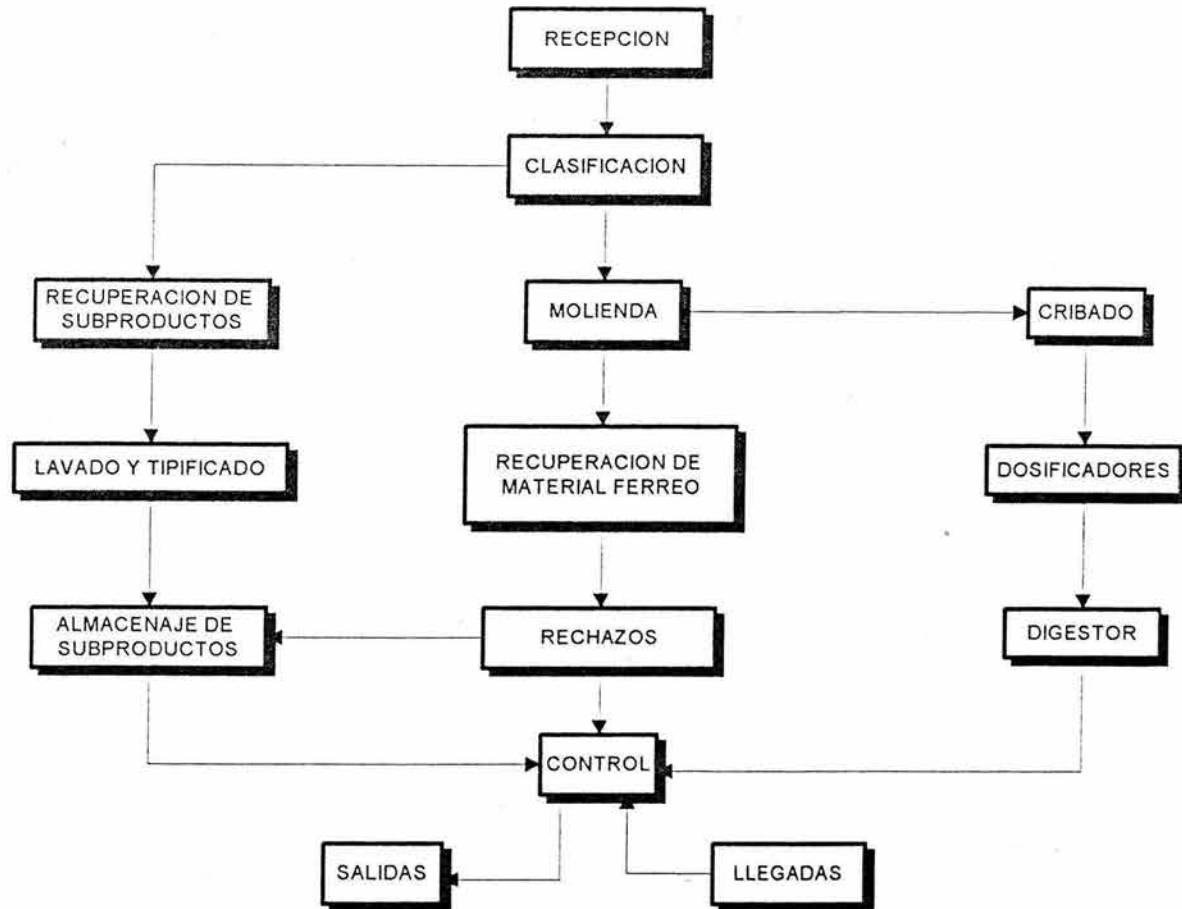 RECEPCION
CLASIFICACION
RECUPERACION DE
SUBPRODUCTOS
MOLIENDA
CRIBADO
LAVADO Y TIPIFICADO
RECUPERACION DE
MATERIAL FERREO
DOSIFICADORES
ALMACENAJE DE
SUBPRODUCTOS
RECHAZOS
DIGESTOR
CONTROL
SALIDAS
LLEGADAS